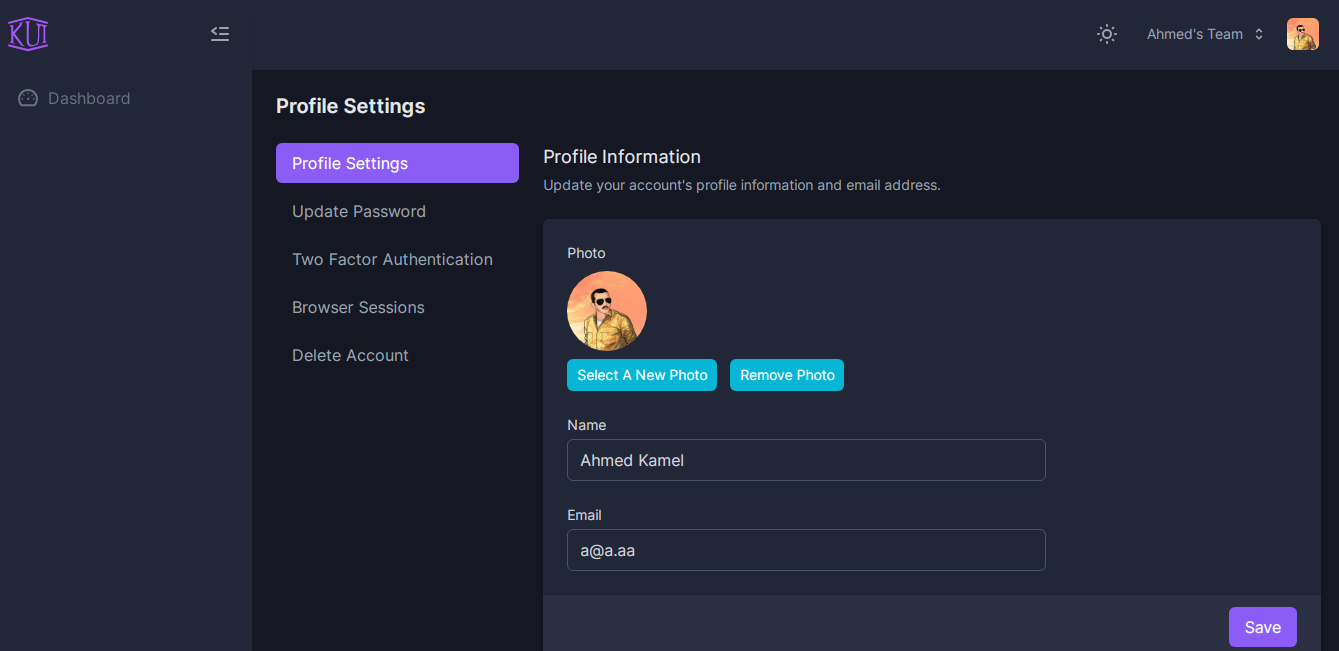 KUI
Ahmed's Team
Dashboard
Profile Settings
Profile Settings
Update Password
Two Factor Authentication
Browser Sessions
Delete Account
Profile Information
Update your account's profile information and email address.
Photo
Select A New Photo
Remove Photo
Name
Ahmed Kamel
Email
a@a.aa
Save